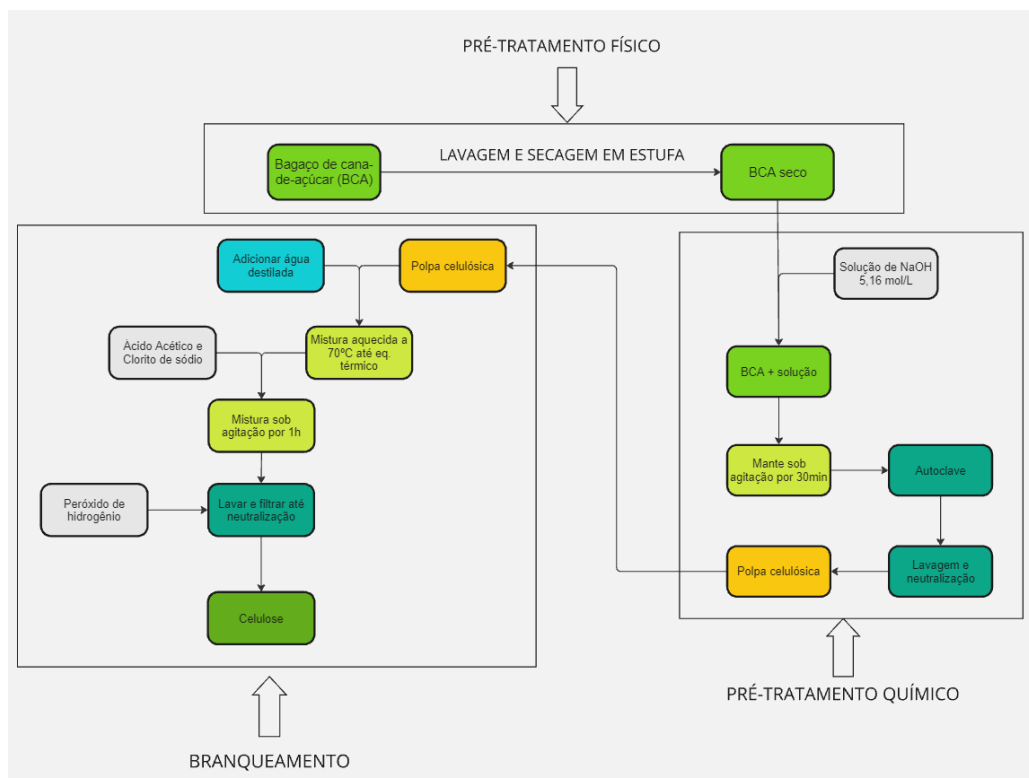 PRÉ-TRATAMENTO FÍSICO
Bagaço de cana-
de-açúcar (BCA)
LAVAGEM E SECAGEM EM ESTUFA
BCA seco
Solução de NaOH
5,16 mol/L
BCA + solução
Mante sob
agitação por 30min
Autoclave
Lavagem e
neutralização
Polpa celulósica
PRÉ-TRATAMENTO QUÍMICO
Adicionar água
destilada
Polpa celulósica
Mistura aquecida a
70ºC até eq.
térmico
Ácido Acético e
Clorito de sódio
Mistura sob
agitação por 1h
Peróxido de
hidrogênio
Lavar e filtrar até
neutralização
Celulose
BRANQUEAMENTO